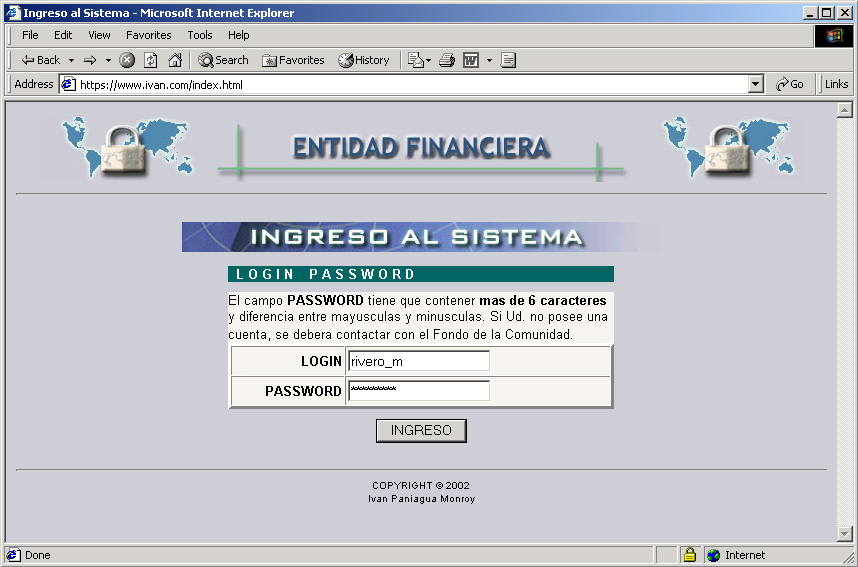 Ingreso al Sistema - Microsoft Internet Explorer
File Edit View Favorites Tools Help
Back Search Favorites History
Address https://www.ivan.com/index.html Go Links
ENTIDAD FINANCIERA
INGRESO AL SISTEMA
LOGIN PASSWORD
El campo PASSWORD tiene que contener mas de 6 caracteres
y diferencia entre mayusculas y minusculas. Si Ud. no posee una
cuenta, se debera contactar con el Fondo de la Comunidad.
LOGIN rivero_m
PASSWORD *********
INGRESO
COPYRIGHT © 2002
Ivan Paniagua Monroy
Done Internet